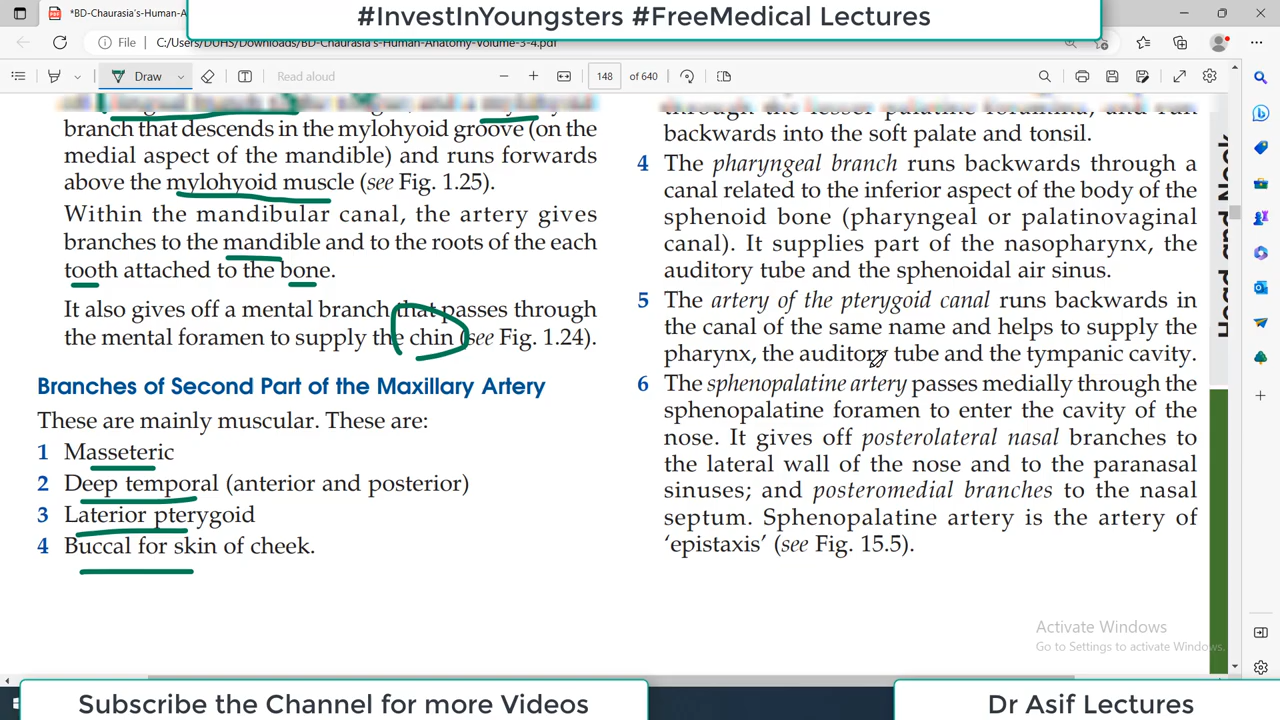 #InvestInYoungsters #FreeMedical Lectures
*BD-Chaurasia's-Human-A
File
C:/Users/DUHS/Downloads/BD-Chaurasia's-Human-Anatomy-Volume-3-4.pdf
Draw
Read aloud
148
of 640
lingual branch to the tongue, and a mylohyoid
branch that descends in the mylohyoid groove (on the
medial aspect of the mandible) and runs forwards
above the mylohyoid muscle (see Fig. 1.25).
Within the mandibular canal, the artery gives
branches to the mandible and to the roots of the each
tooth attached to the bone.
It also gives off a mental branch that passes through
the mental foramen to supply the chin (see Fig. 1.24).
Branches of Second Part of the Maxillary Artery
These are mainly muscular. These are:
1 Masseteric
2 Deep temporal (anterior and posterior)
3 Laterior pterygoid
4 Buccal for skin of cheek.
through the lesser palatine foramina, and run
backwards into the soft palate and tonsil.
4 The pharyngeal branch runs backwards through a
canal related to the inferior aspect of the body of the
sphenoid bone (pharyngeal or palatinovaginal
canal). It supplies part of the nasopharynx, the
auditory tube and the sphenoidal air sinus.
5 The artery of the pterygoid canal runs backwards in
the canal of the same name and helps to supply the
pharynx, the auditory tube and the tympanic cavity.
6 The sphenopalatine artery passes medially through the
sphenopalatine foramen to enter the cavity of the
nose. It gives off posterolateral nasal branches to
the lateral wall of the nose and to the paranasal
sinuses; and posteromedial branches to the nasal
septum. Sphenopalatine artery is the artery of
‘epistaxis’ (see Fig. 15.5).
Head and Neck
Activate Windows
Go to Settings to activate Windows.
Subscribe the Channel for more Videos
Dr Asif Lectures